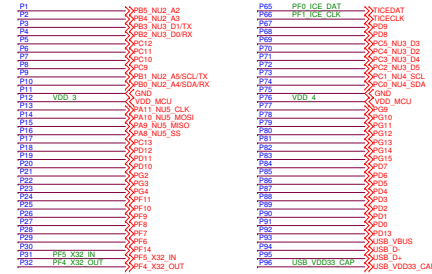 P1 PB5_NU2_A2
P2 PB4_NU2_A3
P3 PB3_NU3_D1/TX
P4 PB2_NU3_D0/RX
P5 PC12
P6 PC11
P7 PC10
P8 PC9
P9 PB1_NU2_A5/SCL/TX
P10 PB0_NU2_A4/SDA/RX
P11 GND
P12 VDD_3 VDD_MCU
P13 PA11_NU5_CLK
P14 PA10_NU5_MOSI
P15 PA9_NU5_MISO
P16 PA8_NU5_SS
P17 PC13
P18 PD12
P19 PD11
P20 PD10
P21 PG2
P22 PG3
P23 PG4
P24 PF11
P25 PF10
P26 PF9
P27 PF8
P28 PF7
P29 PF6
P30 PF14
P31 PF5_X32_IN PF5_X32_IN
P32 PF4_X32_OUT PF4_X32_OUT
P65 PF0_ICE_DAT TICEDAT
P66 PF1_ICE_CLK TICECLK
P67 PD9
P68 PD8
P69 PC5_NU3_D3
P70 PC4_NU3_D2
P71 PC3_NU3_D4
P72 PC2_NU3_D5
P73 PC1_NU4_SCL
P74 PC0_NU4_SDA
P75 GND
P76 VDD_4 VDD_MCU
P77 PG9
P78 PG10
P79 PG11
P80 PG12
P81 PG13
P82 PG14
P83 PG15
P84 PD7
P85 PD6
P86 PD5
P87 PD4
P88 PD3
P89 PD2
P90 PD1
P91 PD0
P92 PD13
P93 USB_VBUS
P94 USB_D-
P95 USB_D+
P96 USB_VDD33_CAP USB_VDD33_CAP